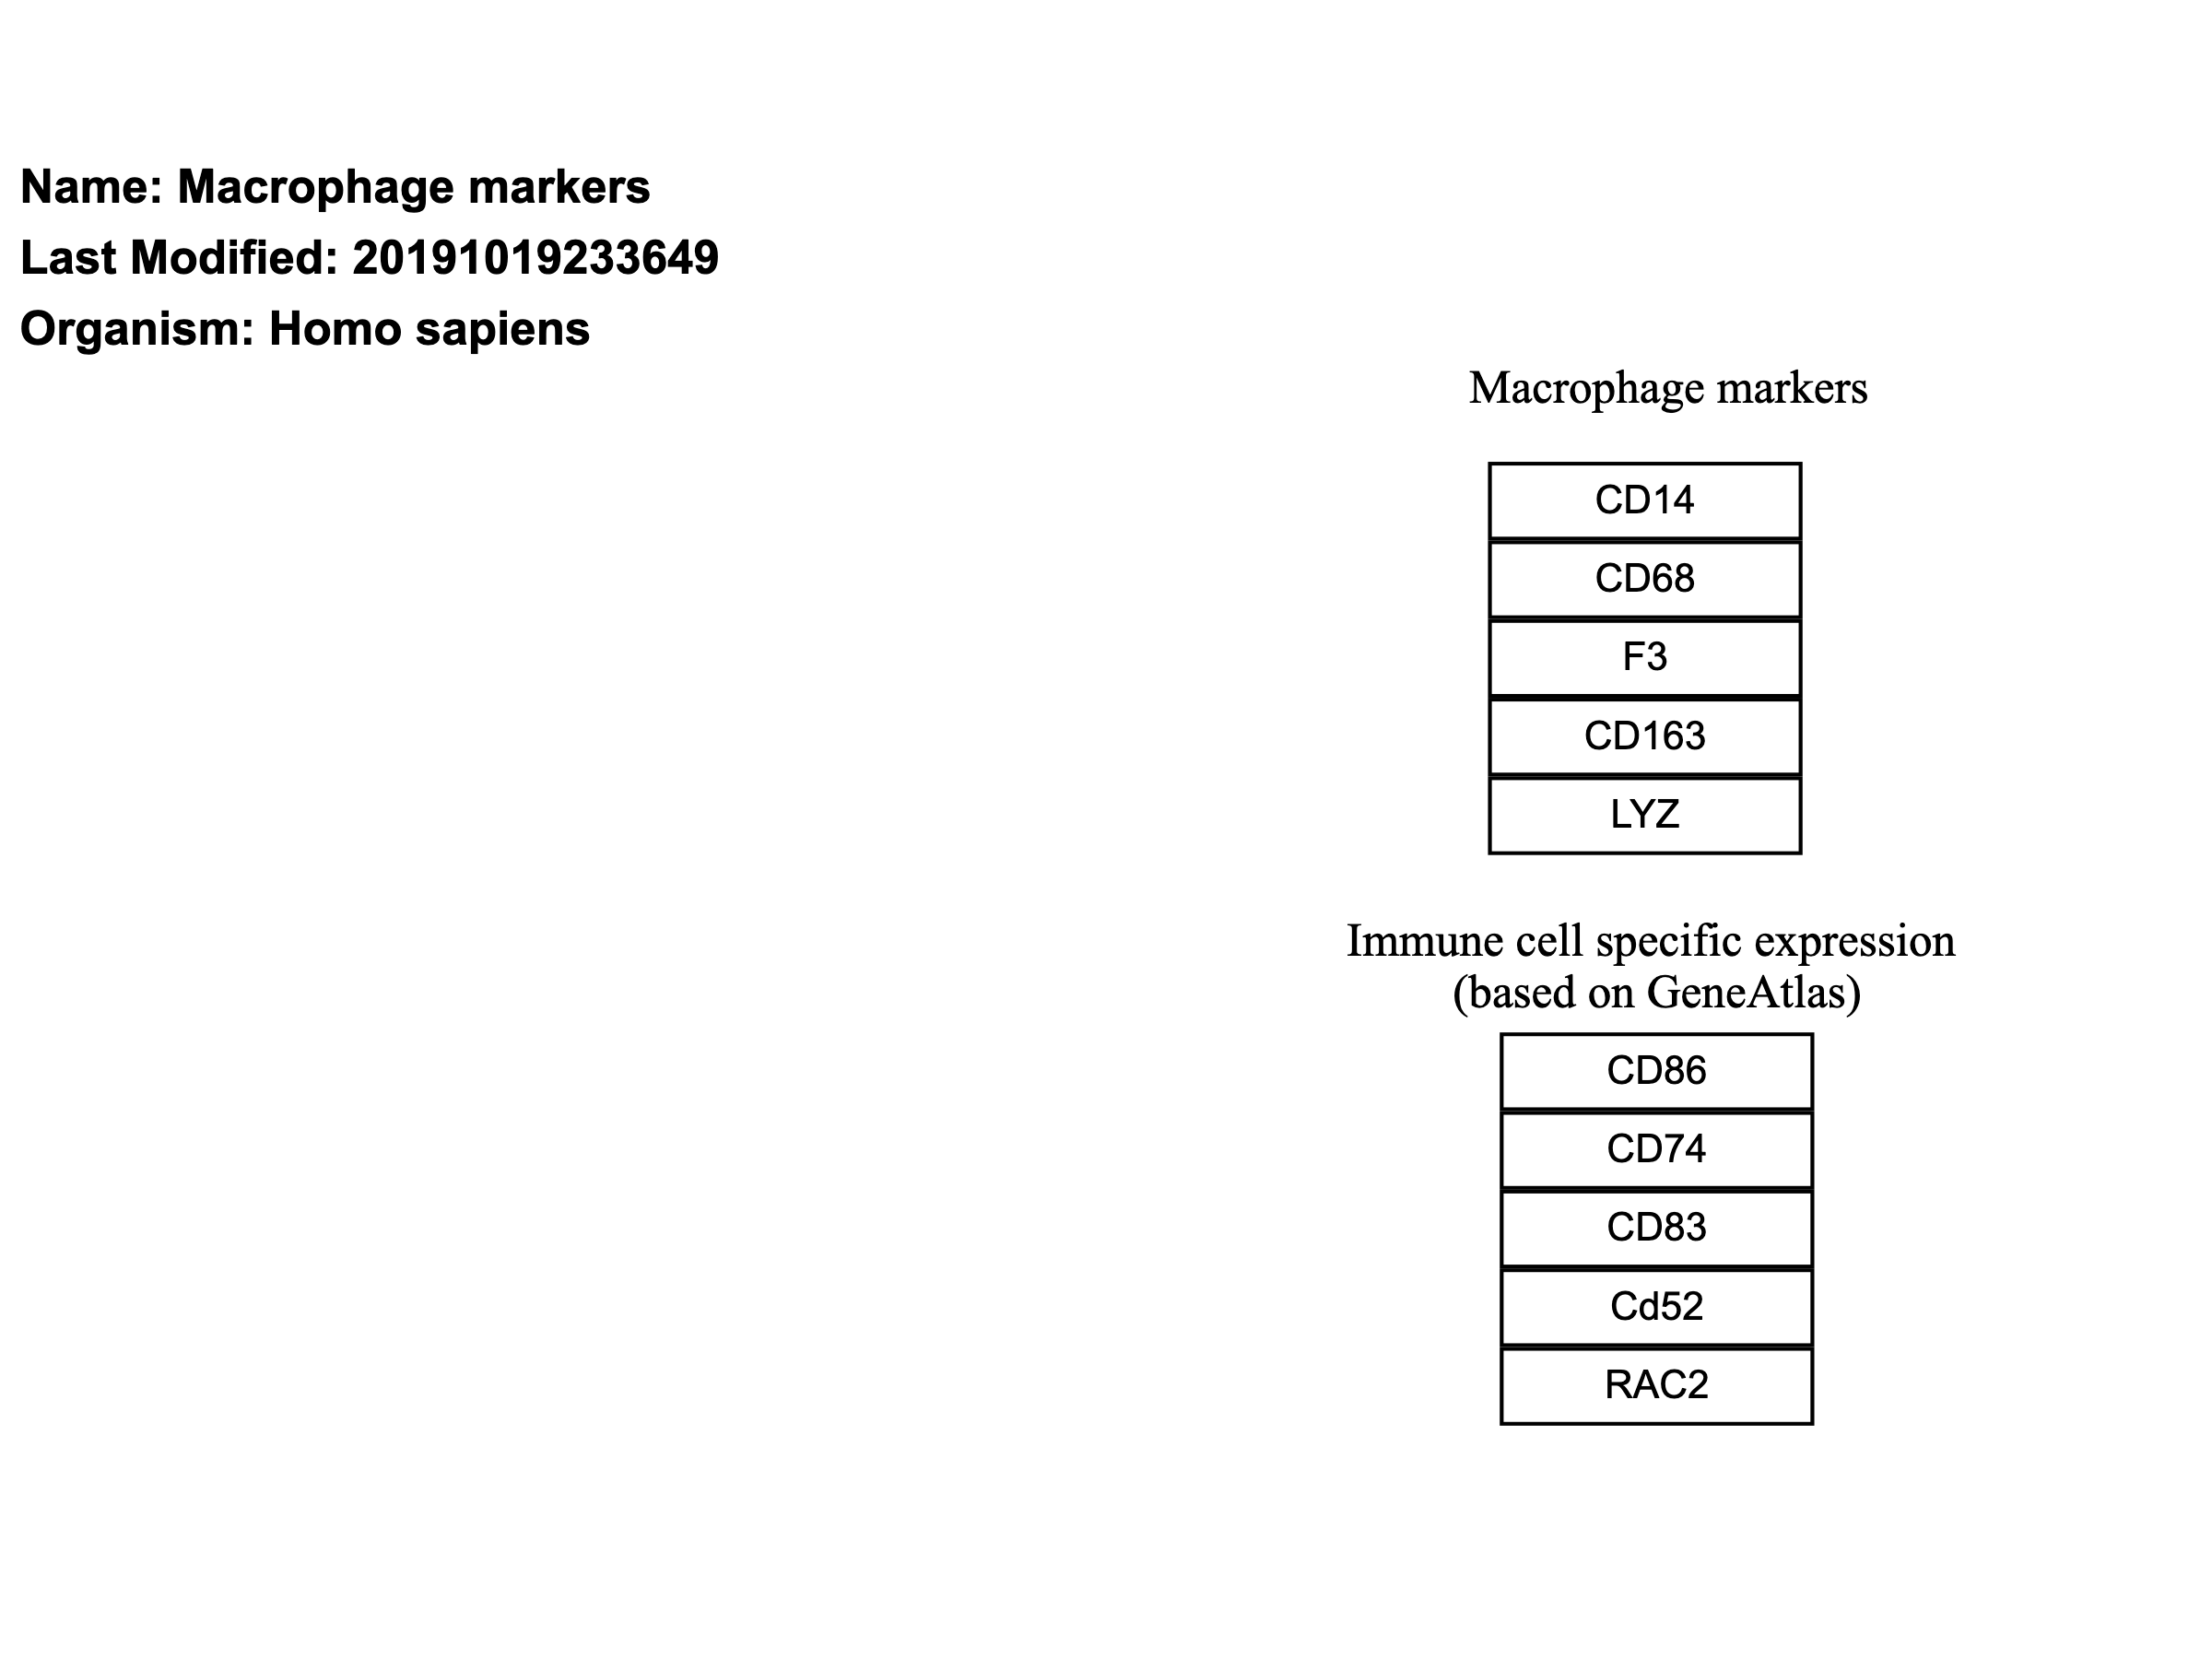 Name: Macrophage markers
Last Modified: 20191019233649
Organism: Homo sapiens
Macrophage markers
CD14
CD68
F3
CD163
LYZ
Immune cell specific expression
(based on GeneAtlas)
CD86
CD74
CD83
Cd52
RAC2